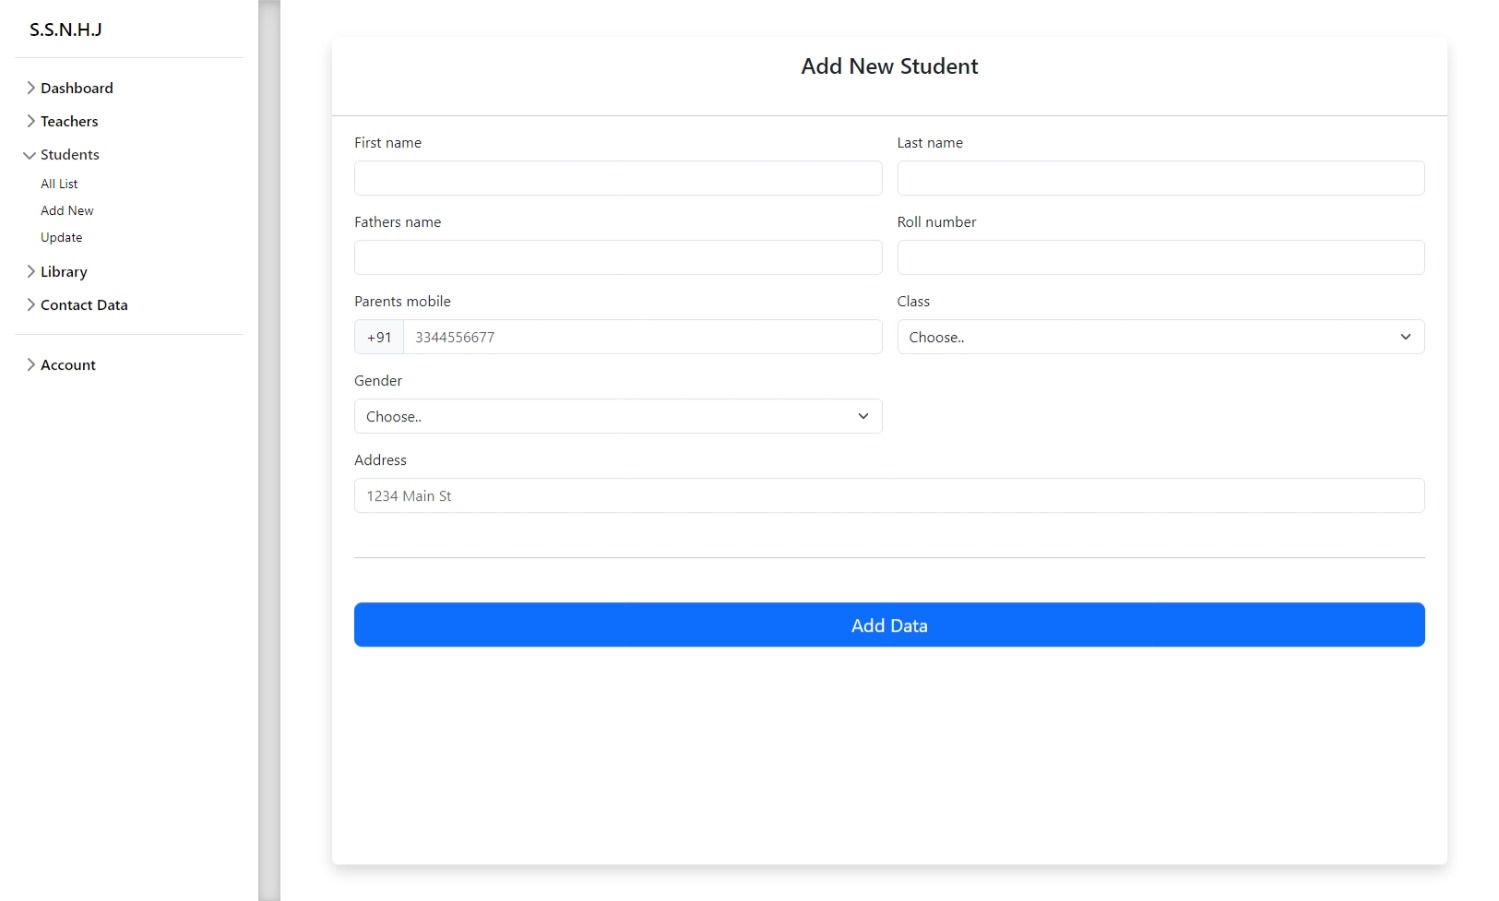 S.S.N.H.J
Dashboard
Teachers
Students
All List
Add New
Update
Library
Contact Data
Account
Add New Student
First name
Last name
Fathers name
Roll number
Parents mobile
Class
+91 3344556677
Choose..
Gender
Choose..
Address
1234 Main St
Add Data